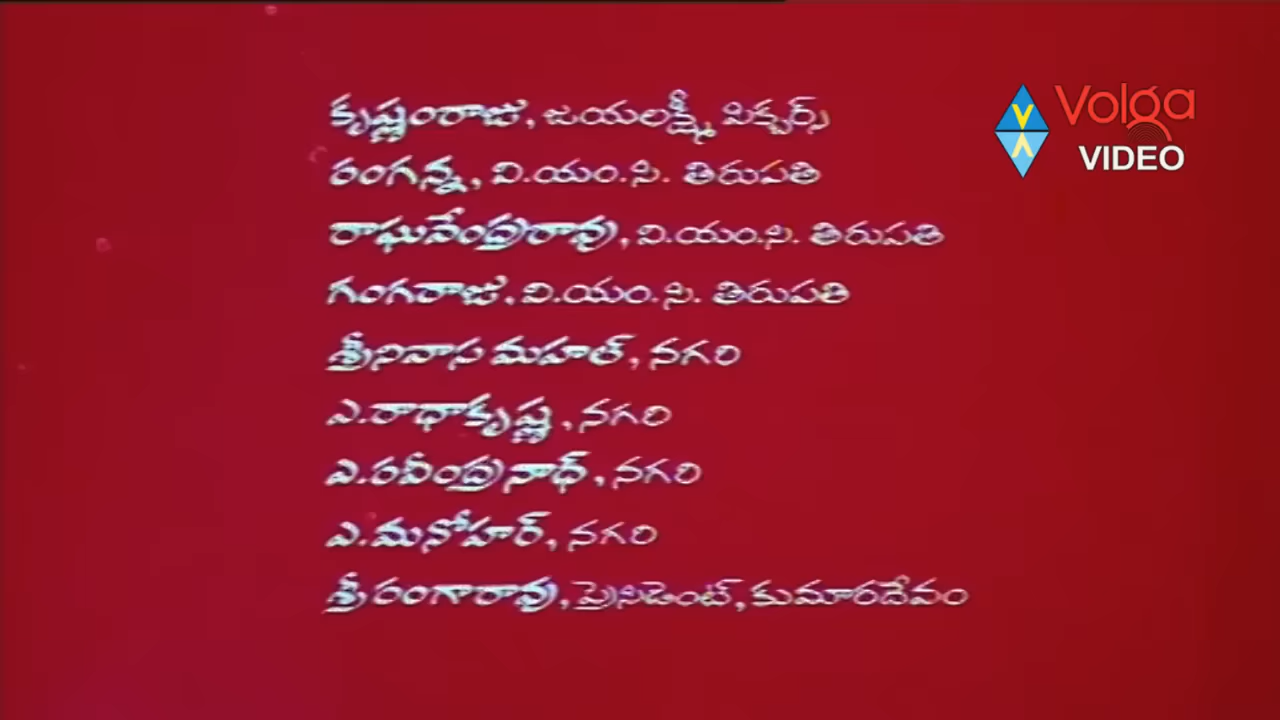 కృష్ణంరాజు, జయలక్ష్మీ పిక్చర్స్
రంగన్న, వి.యం.సి. తిరుపతి
రాఘవేంద్రరావు, వి.యం.సి. తిరుపతి
గంగరాజు, వి.యం.సి. తిరుపతి
శ్రీనివాస మహల్, నగరి
ఎ.రాధాకృష్ణ, నగరి
ఎ.రవీంద్రనాథ్, నగరి
ఎ.మనోహర్, నగరి
శ్రీ రంగారావు, ప్రెసిడెంట్, కుమారదేవం
Volga
VIDEO